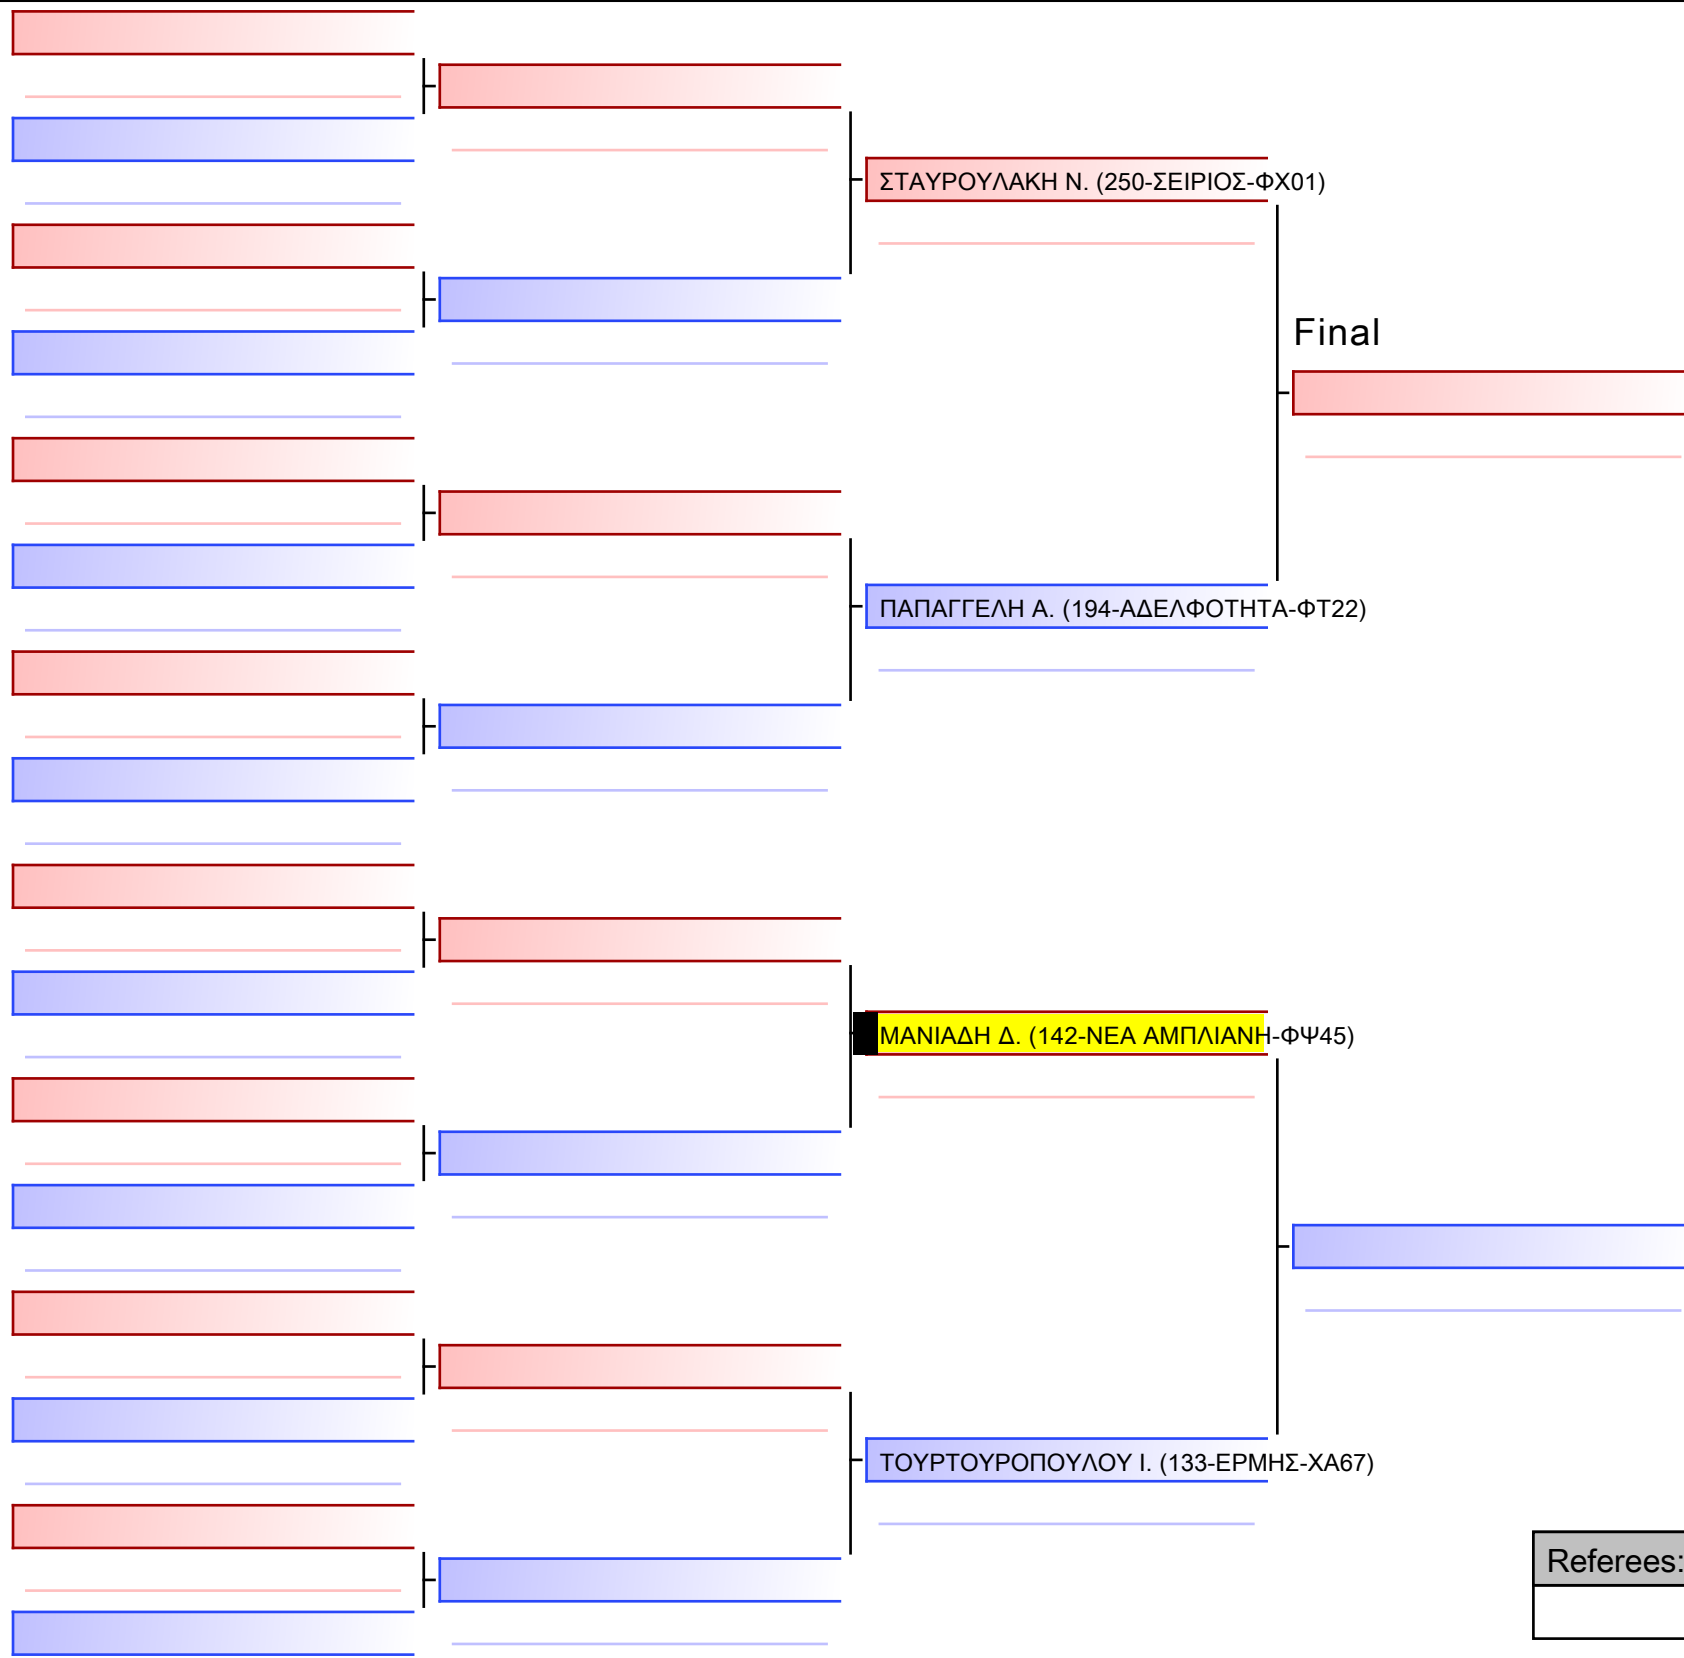 ΣΤΑΥΡΟΥΛΑΚΗ Ν. (250-ΣΕΙΡΙΟΣ-ΦΧ01)
Final
ΠΑΠΑΓΓΕΛΗ Α. (194-ΑΔΕΛΦΟΤΗΤΑ-ΦΤ22)
ΜΑΝΙΑΔΗ Δ. (142-ΝΕΑ ΑΜΠΛΙΑΝΗ-ΦΨ45)
ΤΟΥΡΤΟΥΡΟΠΟΥΛΟΥ Ι. (133-ΕΡΜΗΣ-ΧΑ67)
Referees: